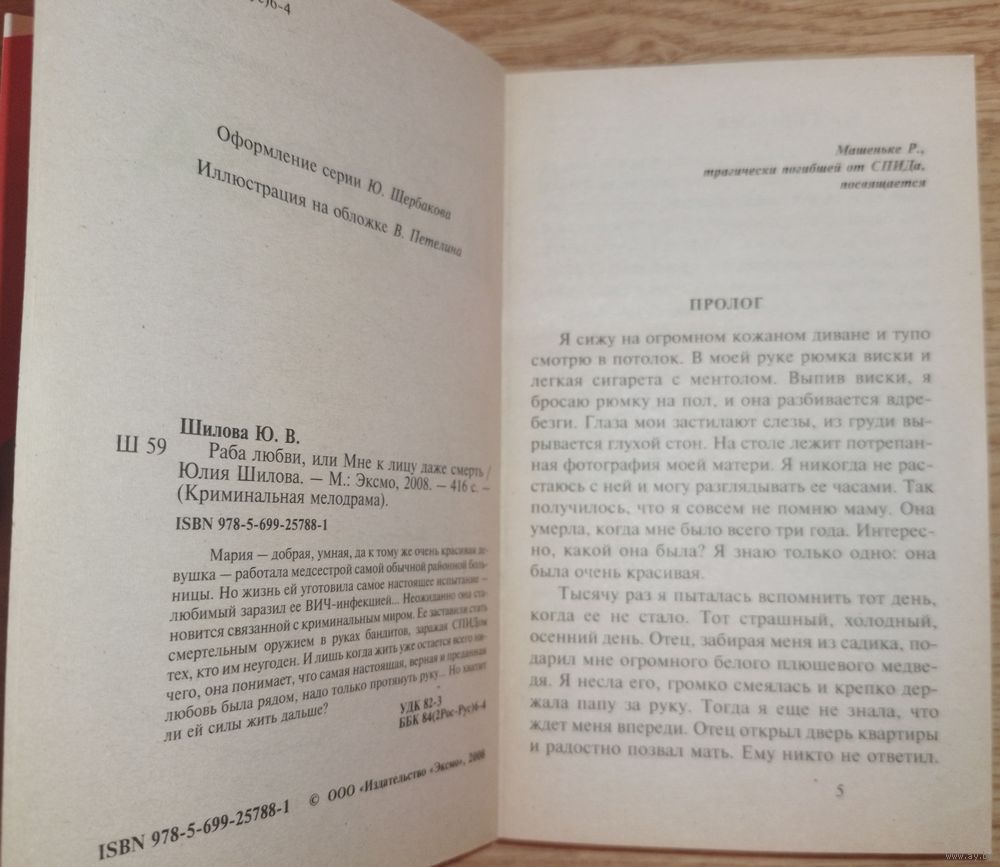 Рус)6-4
Оформление серии Ю. Щербакова
Иллюстрация на обложке В. Петелина
Шилова Ю. В.
Ш 59
Раба любви, или Мне к лицу даже смерть /
Юлия Шилова. — М.: Эксмо, 2008. — 416 с. —
(Криминальная мелодрама).
ISBN 978-5-699-25788-1
Мария — добрая, умная, да к тому же очень красивая де-
вушка — работала медсестрой самой обычной районной боль-
ницы. Но жизнь ей уготовила самое настоящее испытание —
любимый заразил ее ВИЧ-инфекцией... Неожиданно она ста-
новится связанной с криминальным миром. Ее заставили стать
смертельным оружием в руках бандитов, заражая СПИДом
тех, кто им неугоден. И лишь когда жить уже остается всего ни-
чего, она понимает, что самая настоящая, верная и преданная
любовь была рядом, надо только протянуть руку... Но хватит
ли ей силы жить дальше?
УДК 82-3
ББК 84(2Рос-Рус)6-4
© ООО «Издательство «Эксмо», 2008
ISBN 978-5-699-25788-1
Машеньке Р.,
трагически погибшей от СПИДа,
посвящается
ПРОЛОГ
Я сижу на огромном кожаном диване и тупо
смотрю в потолок. В моей руке рюмка виски и
легкая сигарета с ментолом. Выпив виски, я
бросаю рюмку на пол, и она разбивается вдре-
безги. Глаза мои застилают слезы, из груди вы-
рывается глухой стон. На столе лежит потрепан-
ная фотография моей матери. Я никогда не рас-
стаюсь с ней и могу разглядывать ее часами. Так
получилось, что я совсем не помню маму. Она
умерла, когда мне было всего три года. Интерес-
но, какой она была? Я знаю только одно: она
была очень красивая.
Тысячу раз я пыталась вспомнить тот день,
когда ее не стало. Тот страшный, холодный,
осенний день. Отец, забирая меня из садика, по-
дарил мне огромного белого плюшевого медве-
дя. Я несла его, громко смеялась и крепко дер-
жала папу за руку. Тогда я еще не знала, что
ждет меня впереди. Отец открыл дверь квартиры
и радостно позвал мать. Ему никто не ответил.
5